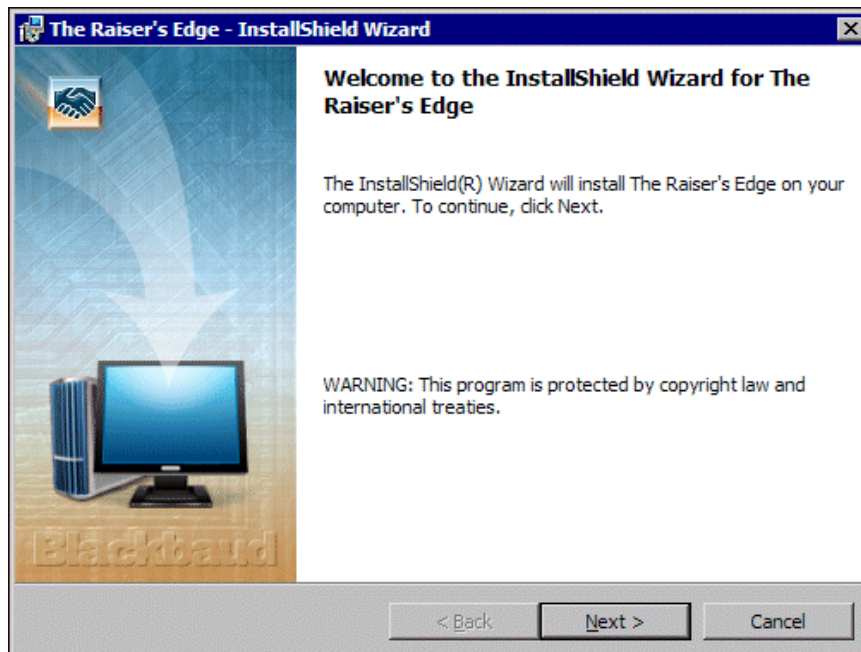 The Raiser's Edge - InstallShield Wizard
Welcome to the InstallShield Wizard for The
Raiser's Edge
The InstallShield(R) Wizard will install The Raiser's Edge on your
computer. To continue, click Next.
WARNING: This program is protected by copyright law and
international treaties.
Blackbaud
< Back
Next >
Cancel